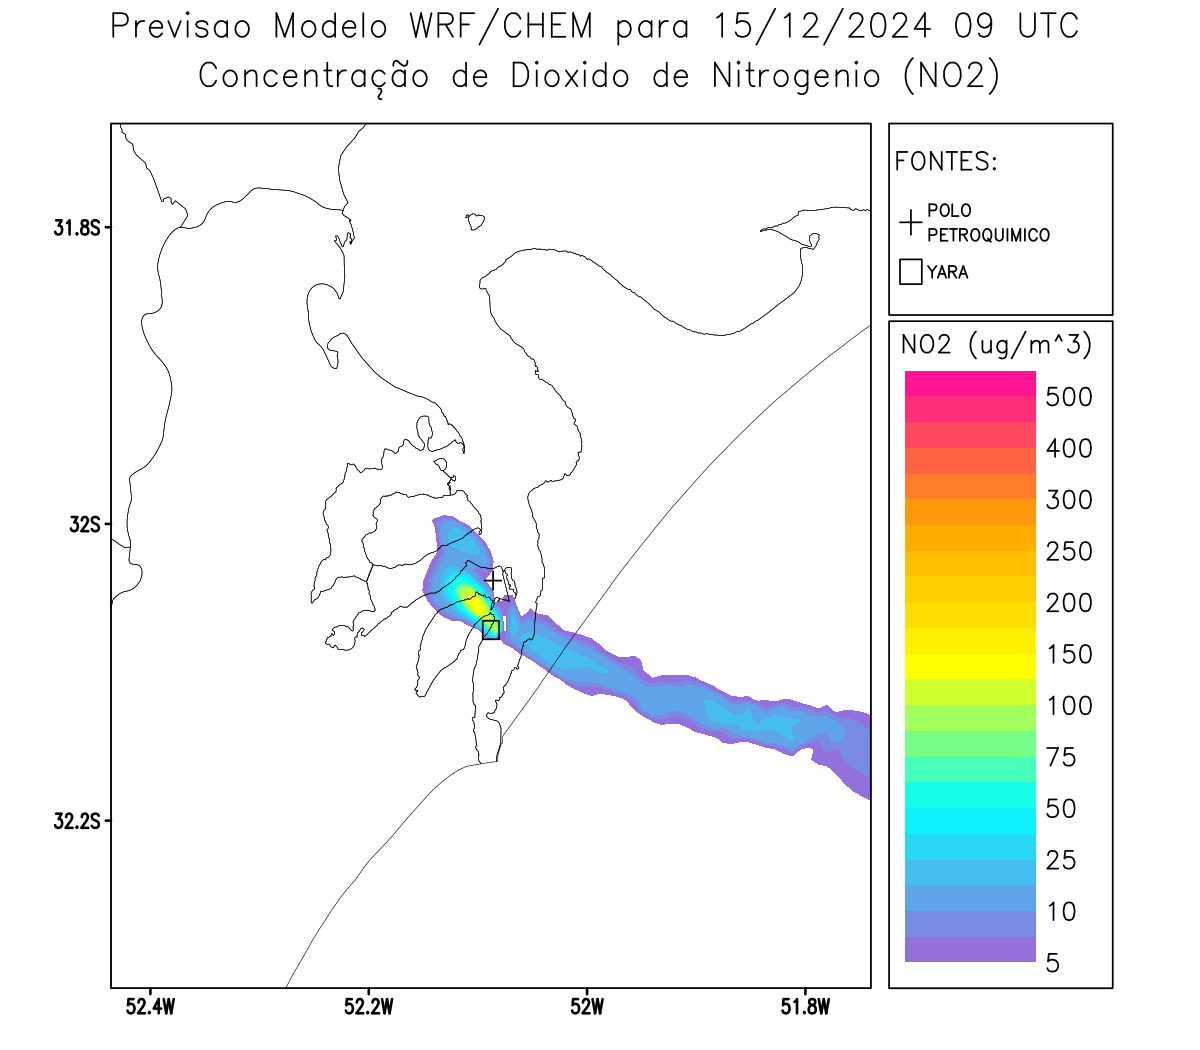 Previsao Modelo WRF/CHEM para 15/12/2024 09 UTC
Concentração de Dioxido de Nitrogenio (NO2)
FONTES:
POLO
PETROQUIMICO
YARA
31.8S
32S
32.2S
52.4W
52.2W
52W
51.8W
NO2 (ug/m^3)
500
400
300
250
200
150
100
75
50
25
10
5